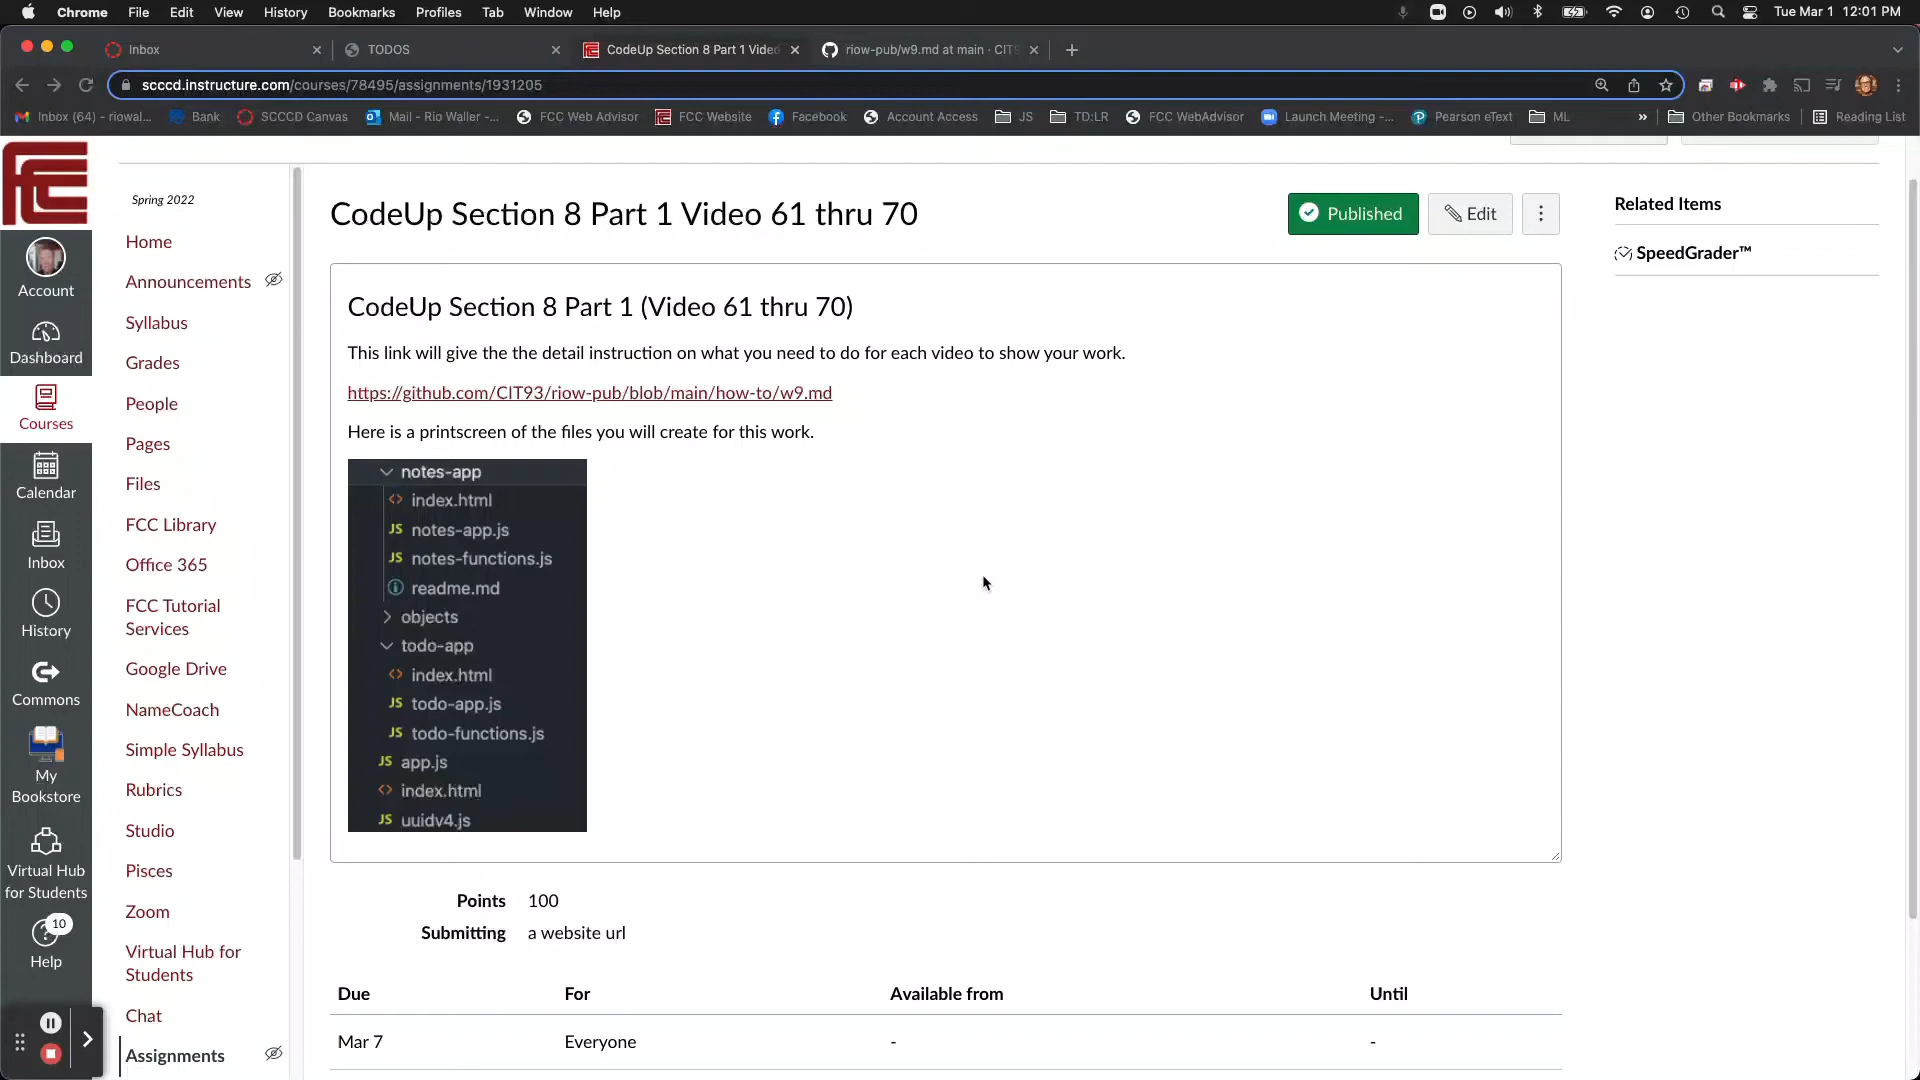 Chrome File Edit View History Bookmarks Profiles Tab Window Help Tue Mar 1 12:01 PM
Inbox
TODOS
CodeUp Section 8 Part 1 Video
riow-pub/w9.md at main · CIT9
scccd.instructure.com/courses/78495/assignments/1931205
Inbox (64) - riowal... Bank SCCCD Canvas Mail - Rio Waller -... FCC Web Advisor FCC Website Facebook Account Access JS TD:LR FCC WebAdvisor Launch Meeting -... Pearson eText ML » Other Bookmarks Reading List
Account
Dashboard
Courses
Calendar
Inbox
History
Commons
My
Bookstore
Virtual Hub
for Students
10
Help
Spring 2022
Home
Announcements
Syllabus
Grades
People
Pages
Files
FCC Library
Office 365
FCC Tutorial
Services
Google Drive
NameCoach
Simple Syllabus
Rubrics
Studio
Pisces
Zoom
Virtual Hub for
Students
Chat
Assignments
CodeUp Section 8 Part 1 Video 61 thru 70
Published
Edit
CodeUp Section 8 Part 1 (Video 61 thru 70)
This link will give the the detail instruction on what you need to do for each video to show your work.
https://github.com/CIT93/riow-pub/blob/main/how-to/w9.md
Here is a printscreen of the files you will create for this work.
notes-app
<> index.html
JS notes-app.js
JS notes-functions.js
readme.md
objects
todo-app
<> index.html
JS todo-app.js
JS todo-functions.js
JS app.js
<> index.html
JS uuidv4.js
Points 100
Submitting a website url
Due For Available from Until
Mar 7 Everyone - -
Related Items
SpeedGrader™